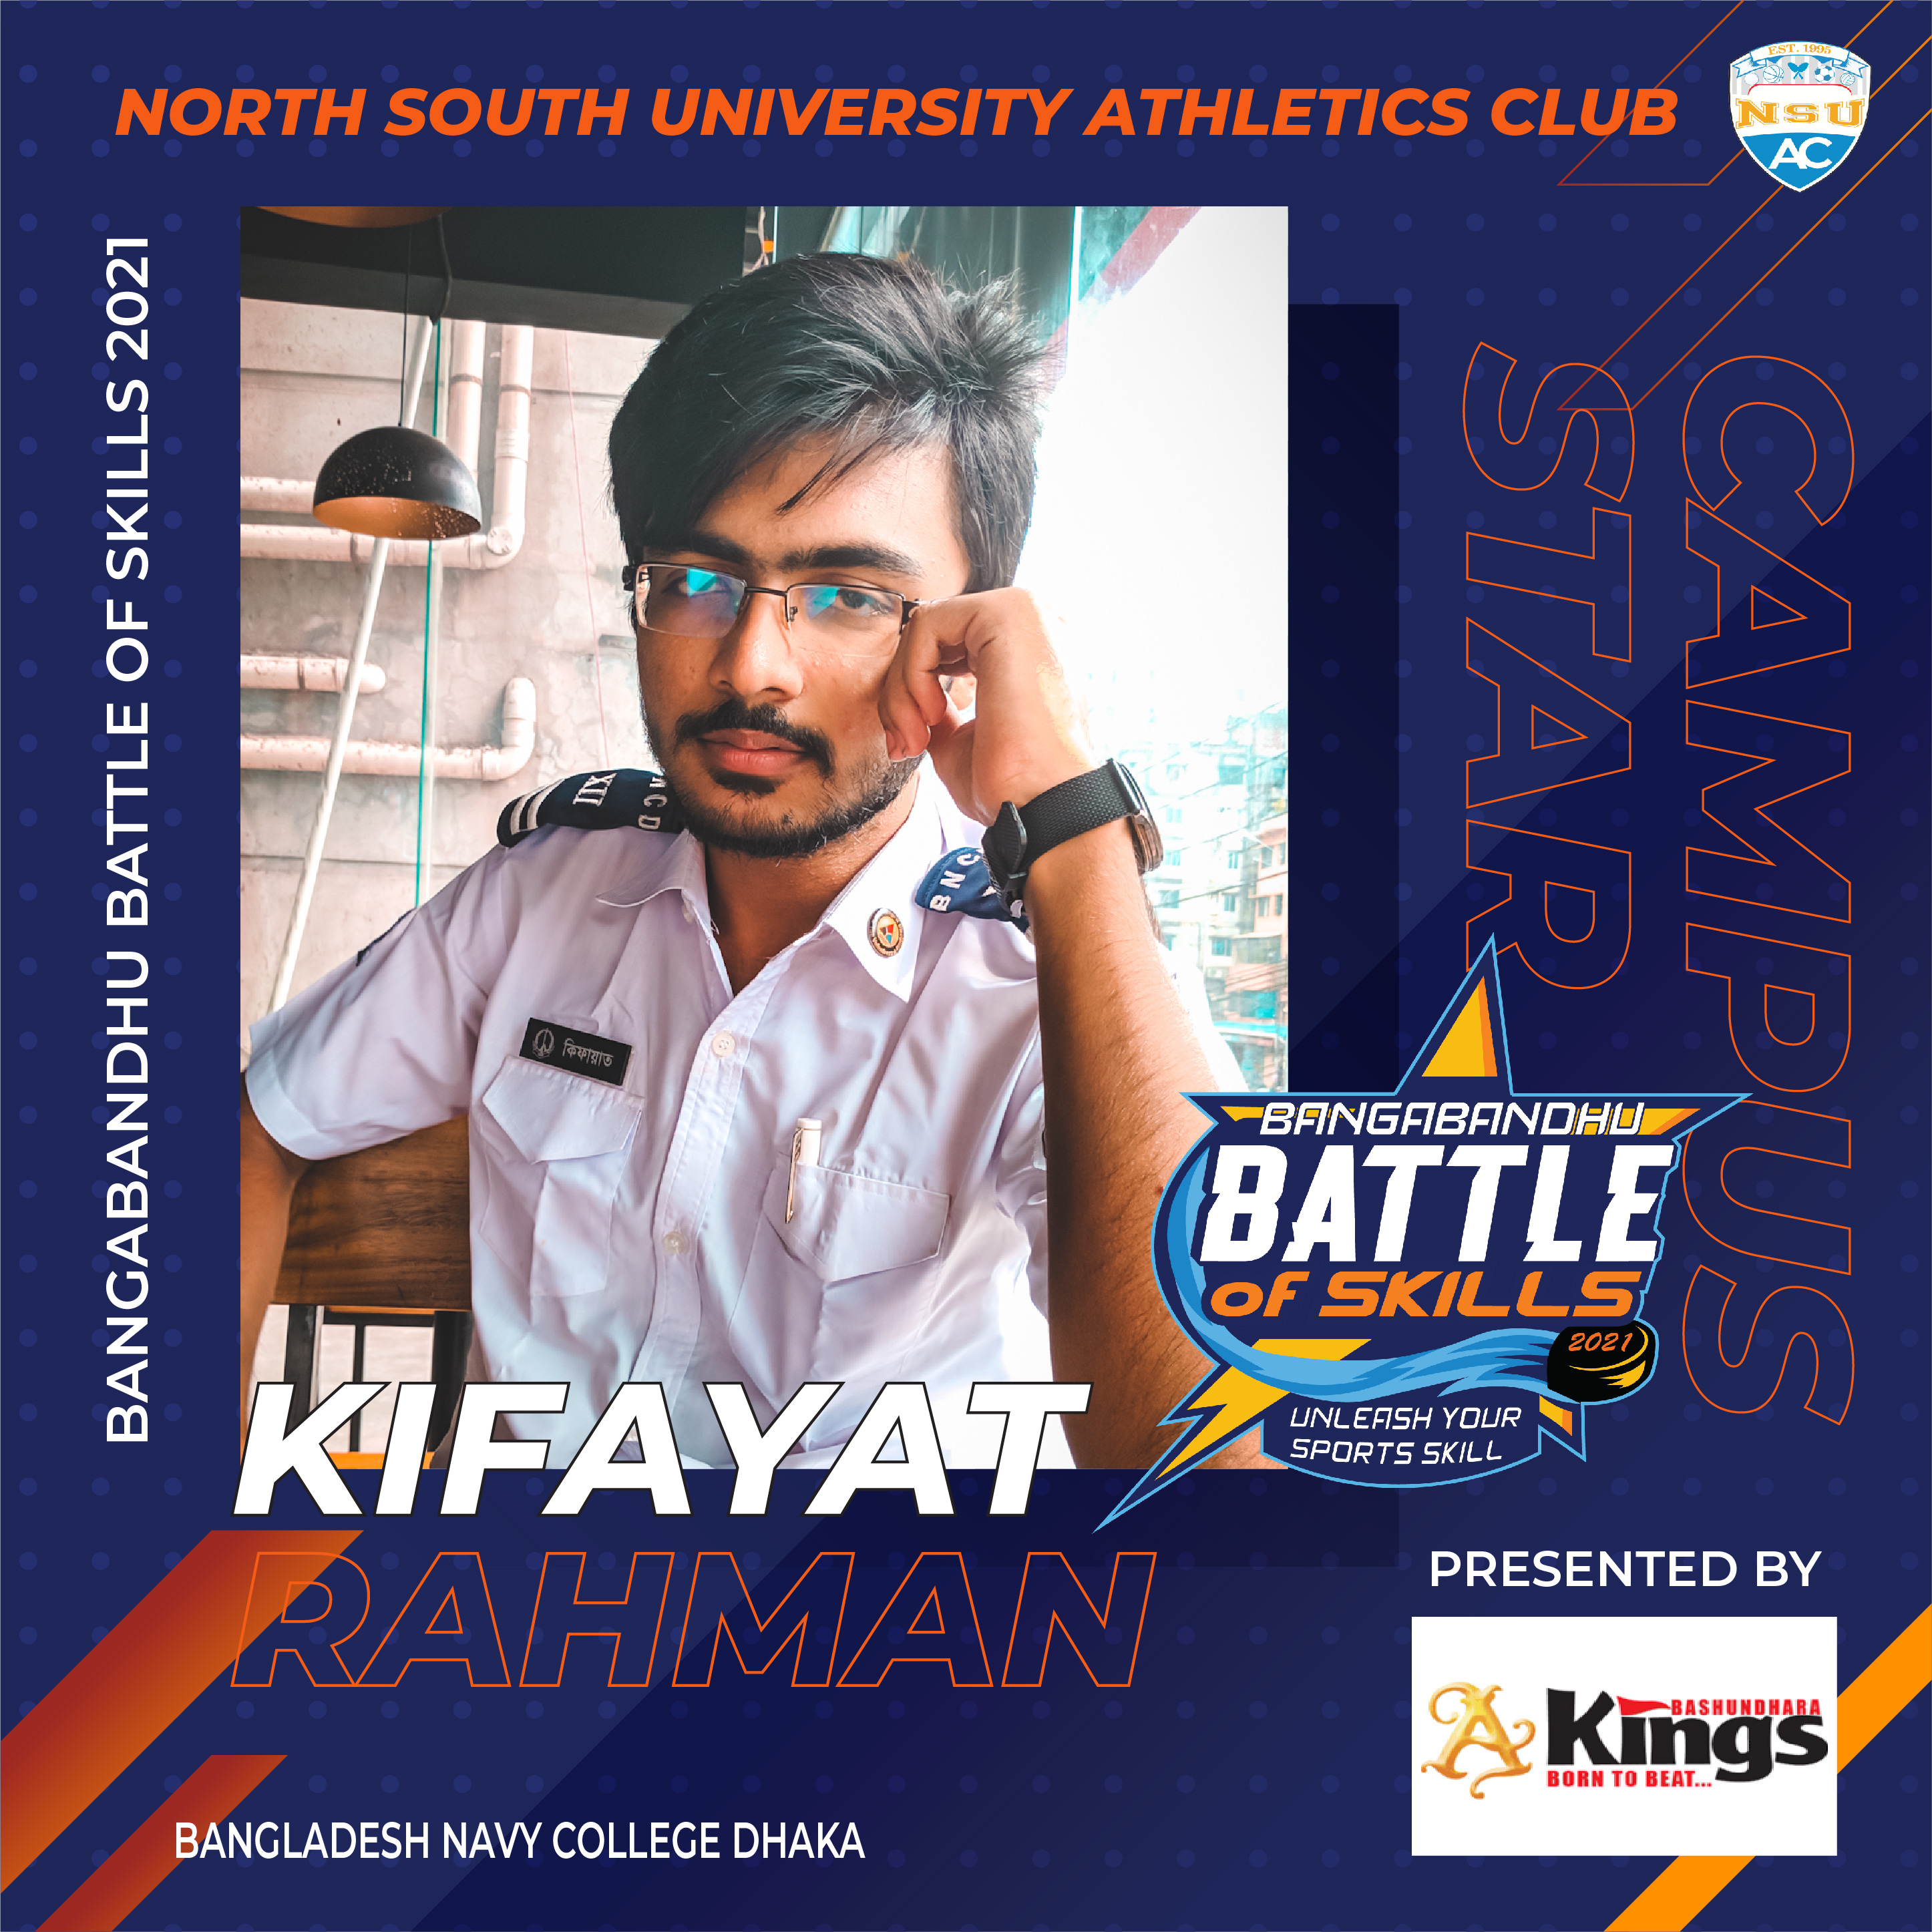 NORTH SOUTH UNIVERSITY ATHLETICS CLUB
EST. 1995
NSU
AC
BANGABANDHU BATTLE OF SKILLS 2021
CAMPUS
STAR
XII
N C D
B N C
কিফায়াত
BANGABANDHU
BATTLE
OF SKILLS
2021
UNLEASH YOUR
SPORTS SKILL
KIFAYAT
RAHMAN
PRESENTED BY
BASHUNDHARA
Kings
BORN TO BEAT...
BANGLADESH NAVY COLLEGE DHAKA